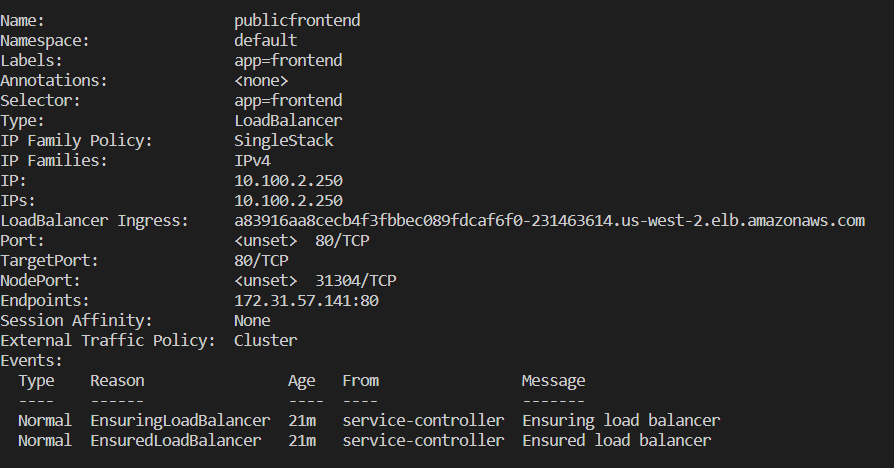 Name:                     publicfrontend
Namespace:                default
Labels:                   app=frontend
Annotations:              <none>
Selector:                 app=frontend
Type:                     LoadBalancer
IP Family Policy:         SingleStack
IP Families:              IPv4
IP:                       10.100.2.250
IPs:                      10.100.2.250
LoadBalancer Ingress:     a83916aa8cecb4f3fbbec089fdcaf6f0-231463614.us-west-2.elb.amazonaws.com
Port:                     <unset>  80/TCP
TargetPort:               80/TCP
NodePort:                 <unset>  31304/TCP
Endpoints:                172.31.57.141:80
Session Affinity:         None
External Traffic Policy:  Cluster
Events:
  Type    Reason                Age   From                Message
  ----    ------                ----  ----                -------
  Normal  EnsuringLoadBalancer  21m   service-controller  Ensuring load balancer
  Normal  EnsuredLoadBalancer   21m   service-controller  Ensured load balancer